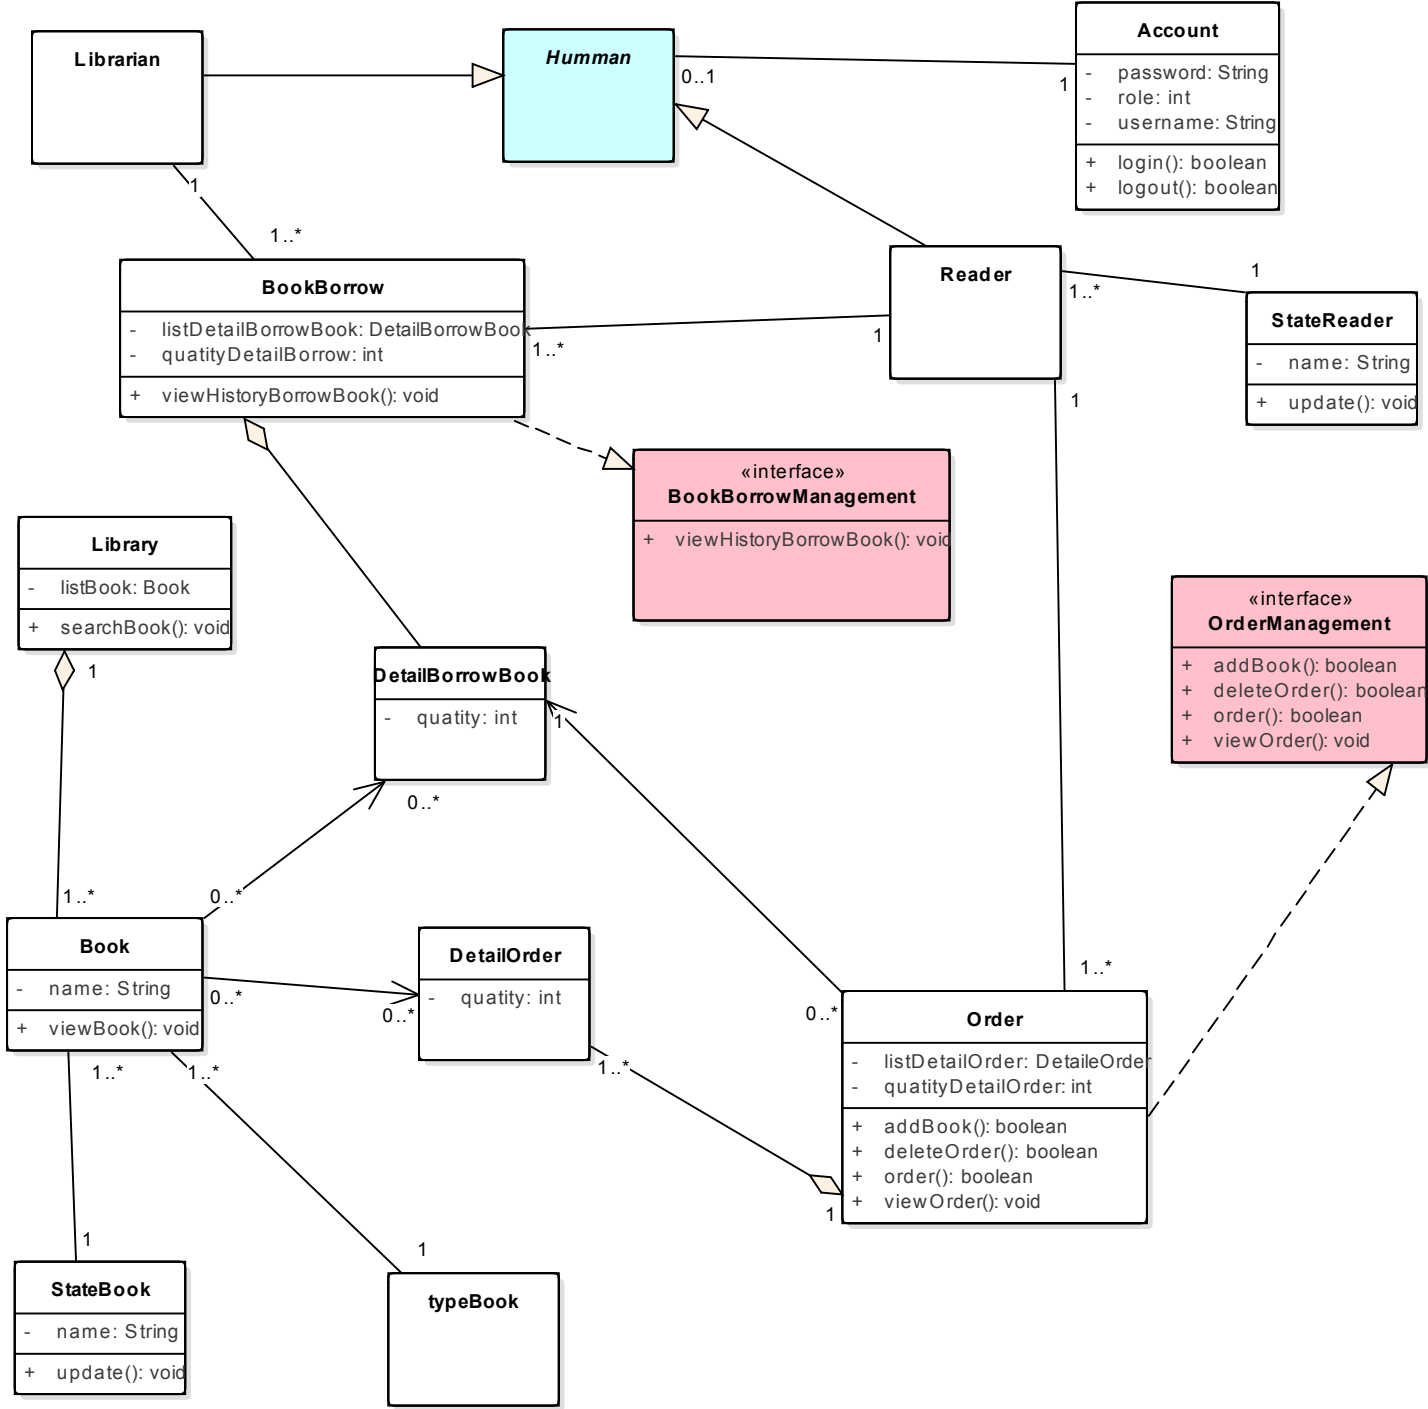 Librarian
Humman
0..1
1
Account
- password: String
- role: int
- username: String
+ login(): boolean
+ logout(): boolean
1
1..*
BookBorrow
- listDetailBorrowBook: DetailBorrowBook
- quatityDetailBorrow: int
+ viewHistoryBorrowBook(): void
1..*
1
Reader
1..*
1
StateReader
- name: String
+ update(): void
1
«interface»
BookBorrowManagement
+ viewHistoryBorrowBook(): void
Library
- listBook: Book
+ searchBook(): void
1
«interface»
OrderManagement
+ addBook(): boolean
+ deleteOrder(): boolean
+ order(): boolean
+ viewOrder(): void
DetailBorrowBook
- quatity: int
1
0..*
1..*
0..*
Book
- name: String
+ viewBook(): void
0..*
0..*
DetailOrder
- quatity: int
1..*
1..*
0..*
Order
- listDetailOrder: DetaileOrder
- quatityDetailOrder: int
+ addBook(): boolean
+ deleteOrder(): boolean
+ order(): boolean
+ viewOrder(): void
1
1..*
1..*
1
1
StateBook
- name: String
+ update(): void
typeBook